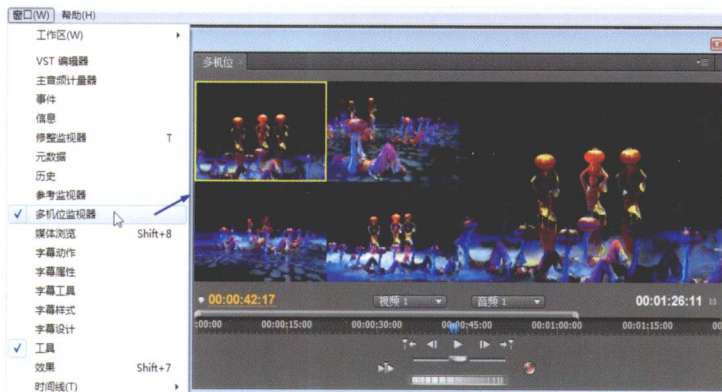 窗口(W) 帮助(H)
工作区(W)
VST 编辑器
主音频计量器
事件
信息
修整监视器 T
元数据
历史
参考监视器
✓ 多机位监视器
媒体浏览 Shift+8
字幕动作
字幕属性
字幕工具
字幕样式
字幕设计
✓ 工具
效果 Shift+7
时间线(T)
多机位 ×
00:00:42:17 视频 1 音频 1 00:01:26:11
:00:00 00:00:15:00 00:00:30:00 00:00:45:00 00:01:00:00 00:01:15:00 00